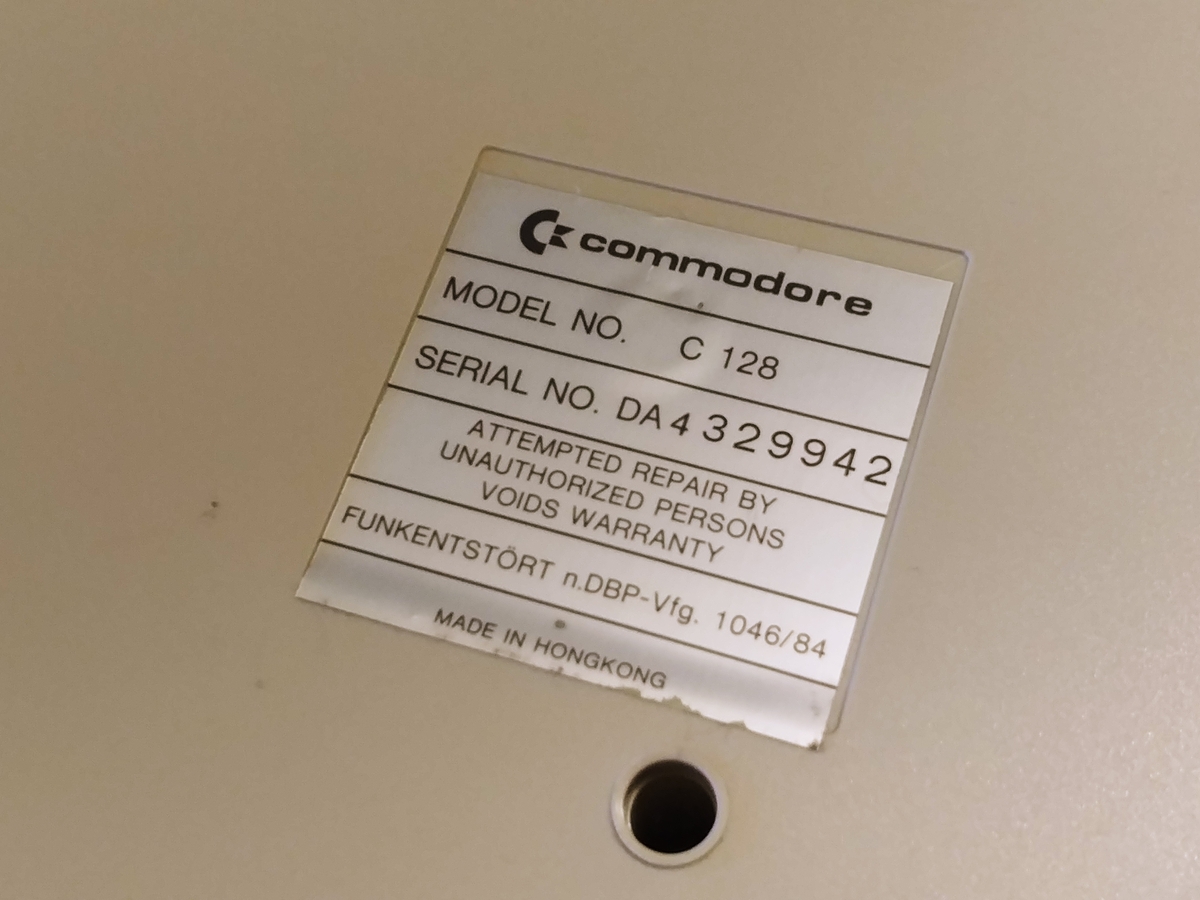 commodore
MODEL NO. C 128
SERIAL NO. DA4329942
ATTEMPTED REPAIR BY
UNAUTHORIZED PERSONS
VOIDS WARRANTY
FUNKENTSTÖRT n.DBP-Vfg. 1046/84
MADE IN HONGKONG